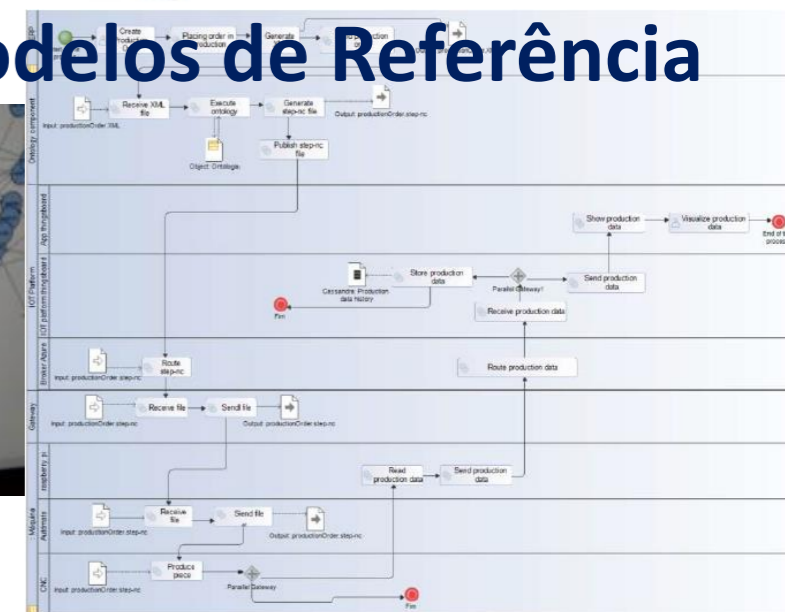 odelos de Referência
Create
Placing order in
Generate
Ontology component
Receive XML
file
Execute
ontology
Generate
step-nc file
Input: productionOrder.XML
Output: productionOrder.step-nc
Object: Ontologia
Publish step-nc
file
IOT Platform
App thingsboard
Show production
data
Visualize production
data
End of t
process
IOT platform thingsboard
Cassandra: Production
data history
Store production
data
Parallel Gateway1
Send production
data
Fim
Receive production data
Broker Azure
Input: productionOrder.step-nc
Route
step-nc
Route production data
Gateway
Input: productionOrder.step-nc
Receive file
Send file
Output: productionOrder.step-nc
Máquina
raspberry pi
Read
production data
Send production
data
Autómata
Input: productionOrder.step-nc
Receive
file
Send file
Output: productionOrder.step-nc
CNC
Input: productionOrder.step-nc
Produce
piece
Parallel Gateway
Fim